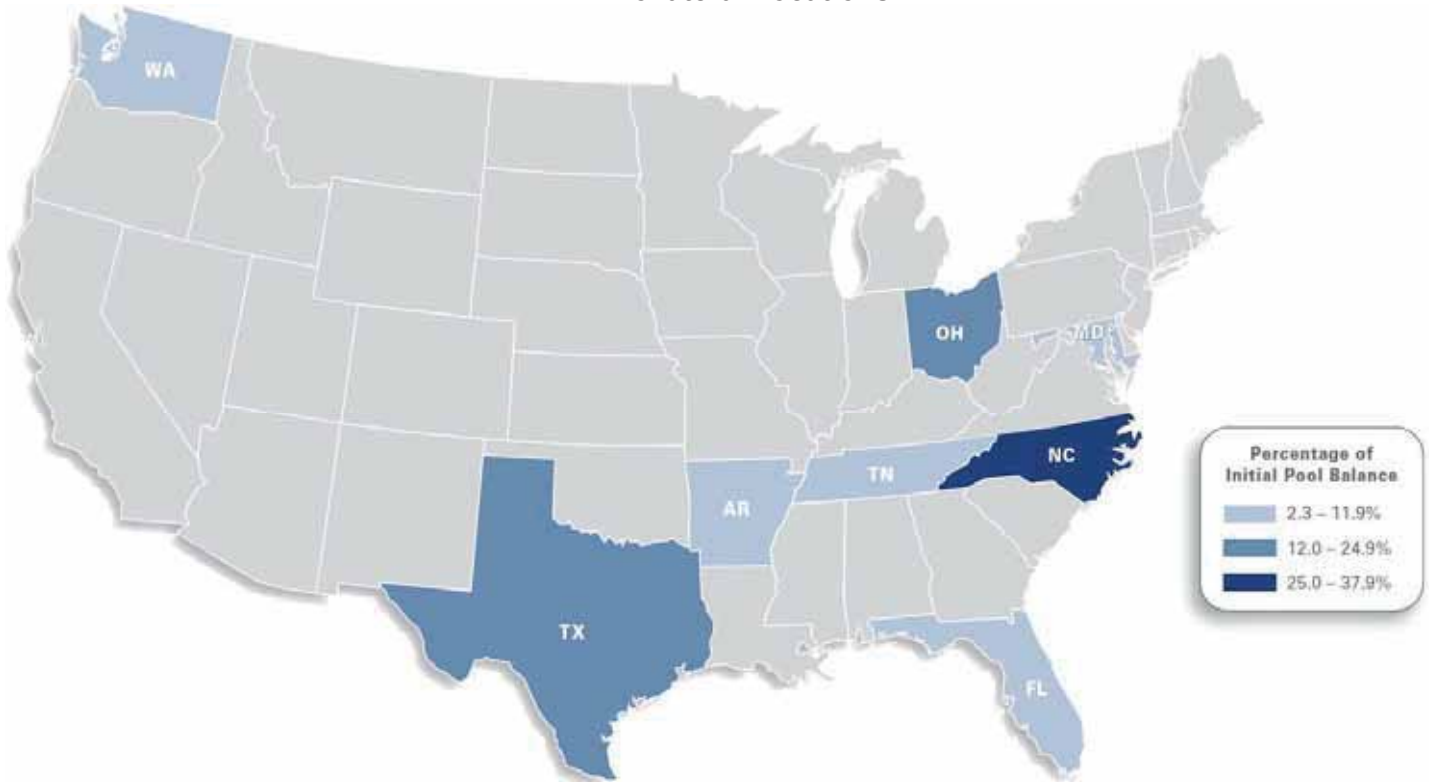 WA
OH
MD
NC
TN
AR
TX
FL
Percentage of
Initial Pool Balance
2.3 – 11.9%
12.0 – 24.9%
25.0 – 37.9%